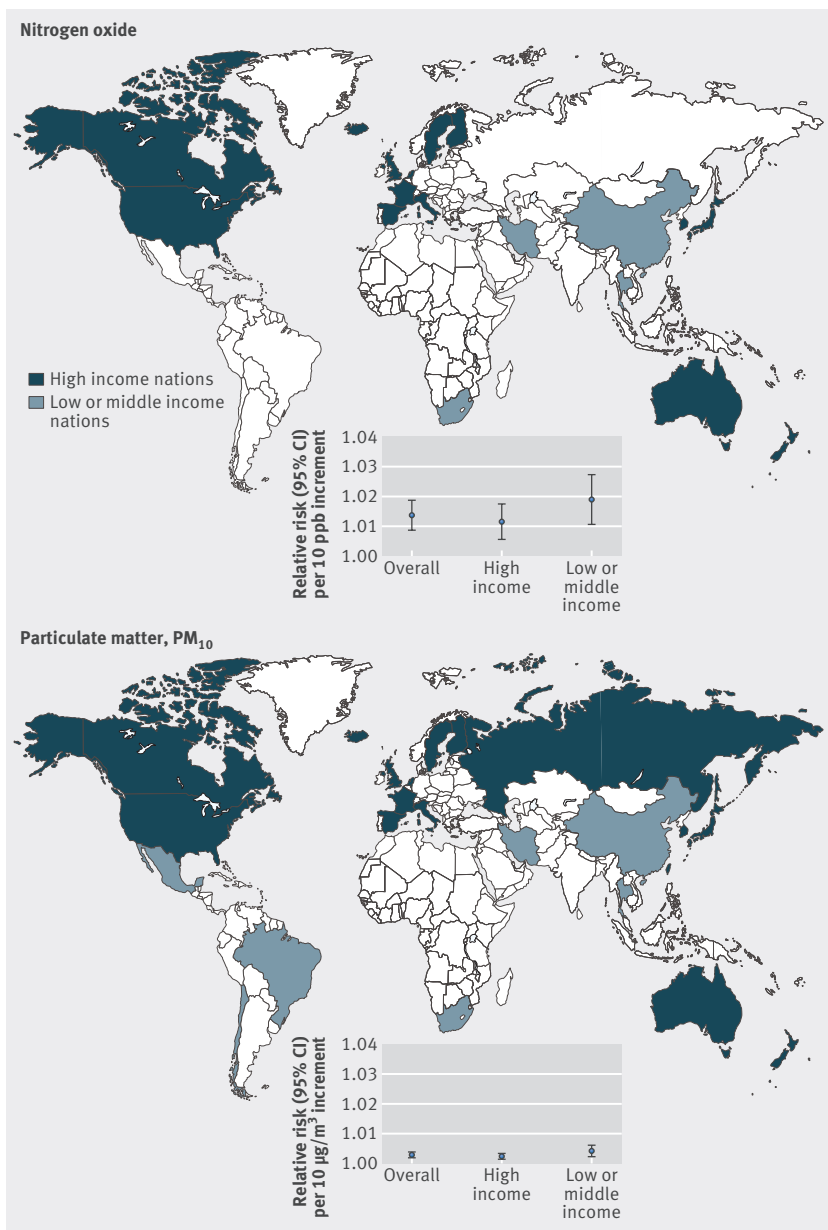 Nitrogen oxide
High income nations
Low or middle income
nations
Relative risk (95% CI)
per 10 ppb increment
1.04
1.03
1.02
1.01
1.00
Overall
High
income
Low or
middle
income
Particulate matter, PM₁₀
Relative risk (95% CI)
per 10 µg/m³ increment
1.04
1.03
1.02
1.01
1.00
Overall
High
income
Low or
middle
income